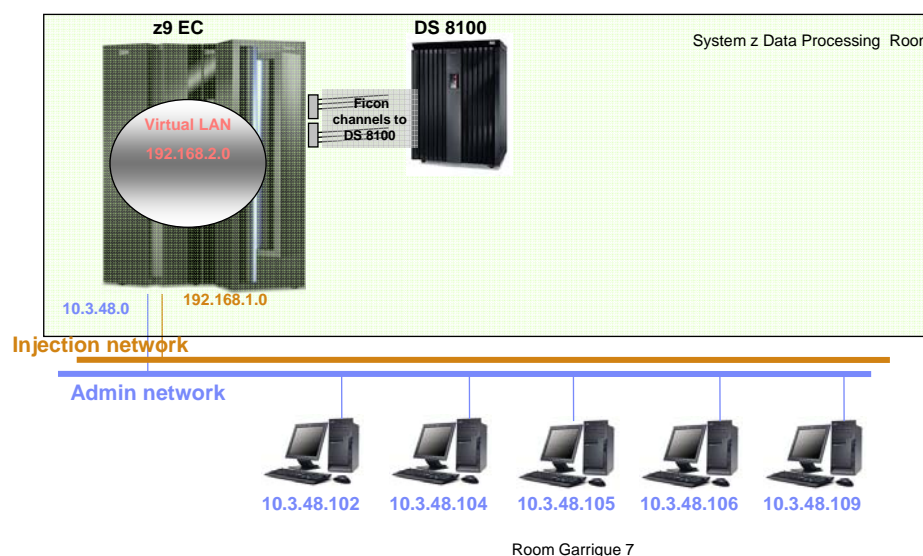 z9 EC
DS 8100
System z Data Processing Roor
Ficon
channels to
DS 8100
Virtual LAN
192.168.2.0
192.168.1.0
10.3.48.0
Injection network
Admin network
10.3.48.102
10.3.48.104
10.3.48.105
10.3.48.106
10.3.48.109
Room Garrigue 7